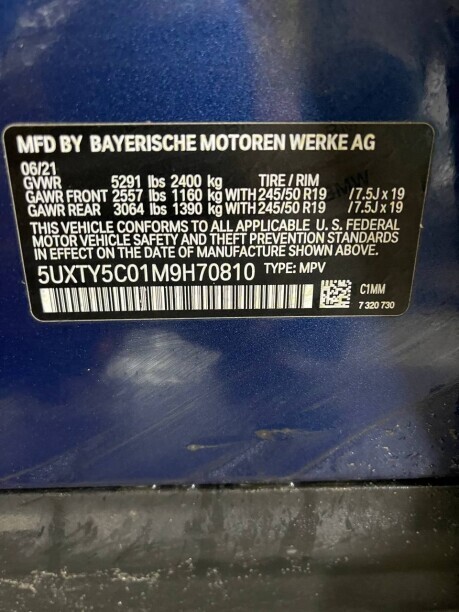 MFD BY BAYERISCHE MOTOREN WERKE AG
06/21
GVWR 5291 lbs 2400 kg TIRE / RIM
GAWR FRONT 2557 lbs 1160 kg WITH 245/50 R19 /7.5J x 19
GAWR REAR 3064 lbs 1390 kg WITH 245/50 R19 /7.5J x 19
THIS VEHICLE CONFORMS TO ALL APPLICABLE U. S. FEDERAL
MOTOR VEHICLE SAFETY AND THEFT PREVENTION STANDARDS
IN EFFECT ON THE DATE OF MANUFACTURE SHOWN ABOVE.
5UXTY5C01M9H70810 TYPE: MPV
C1MM
7 320 730